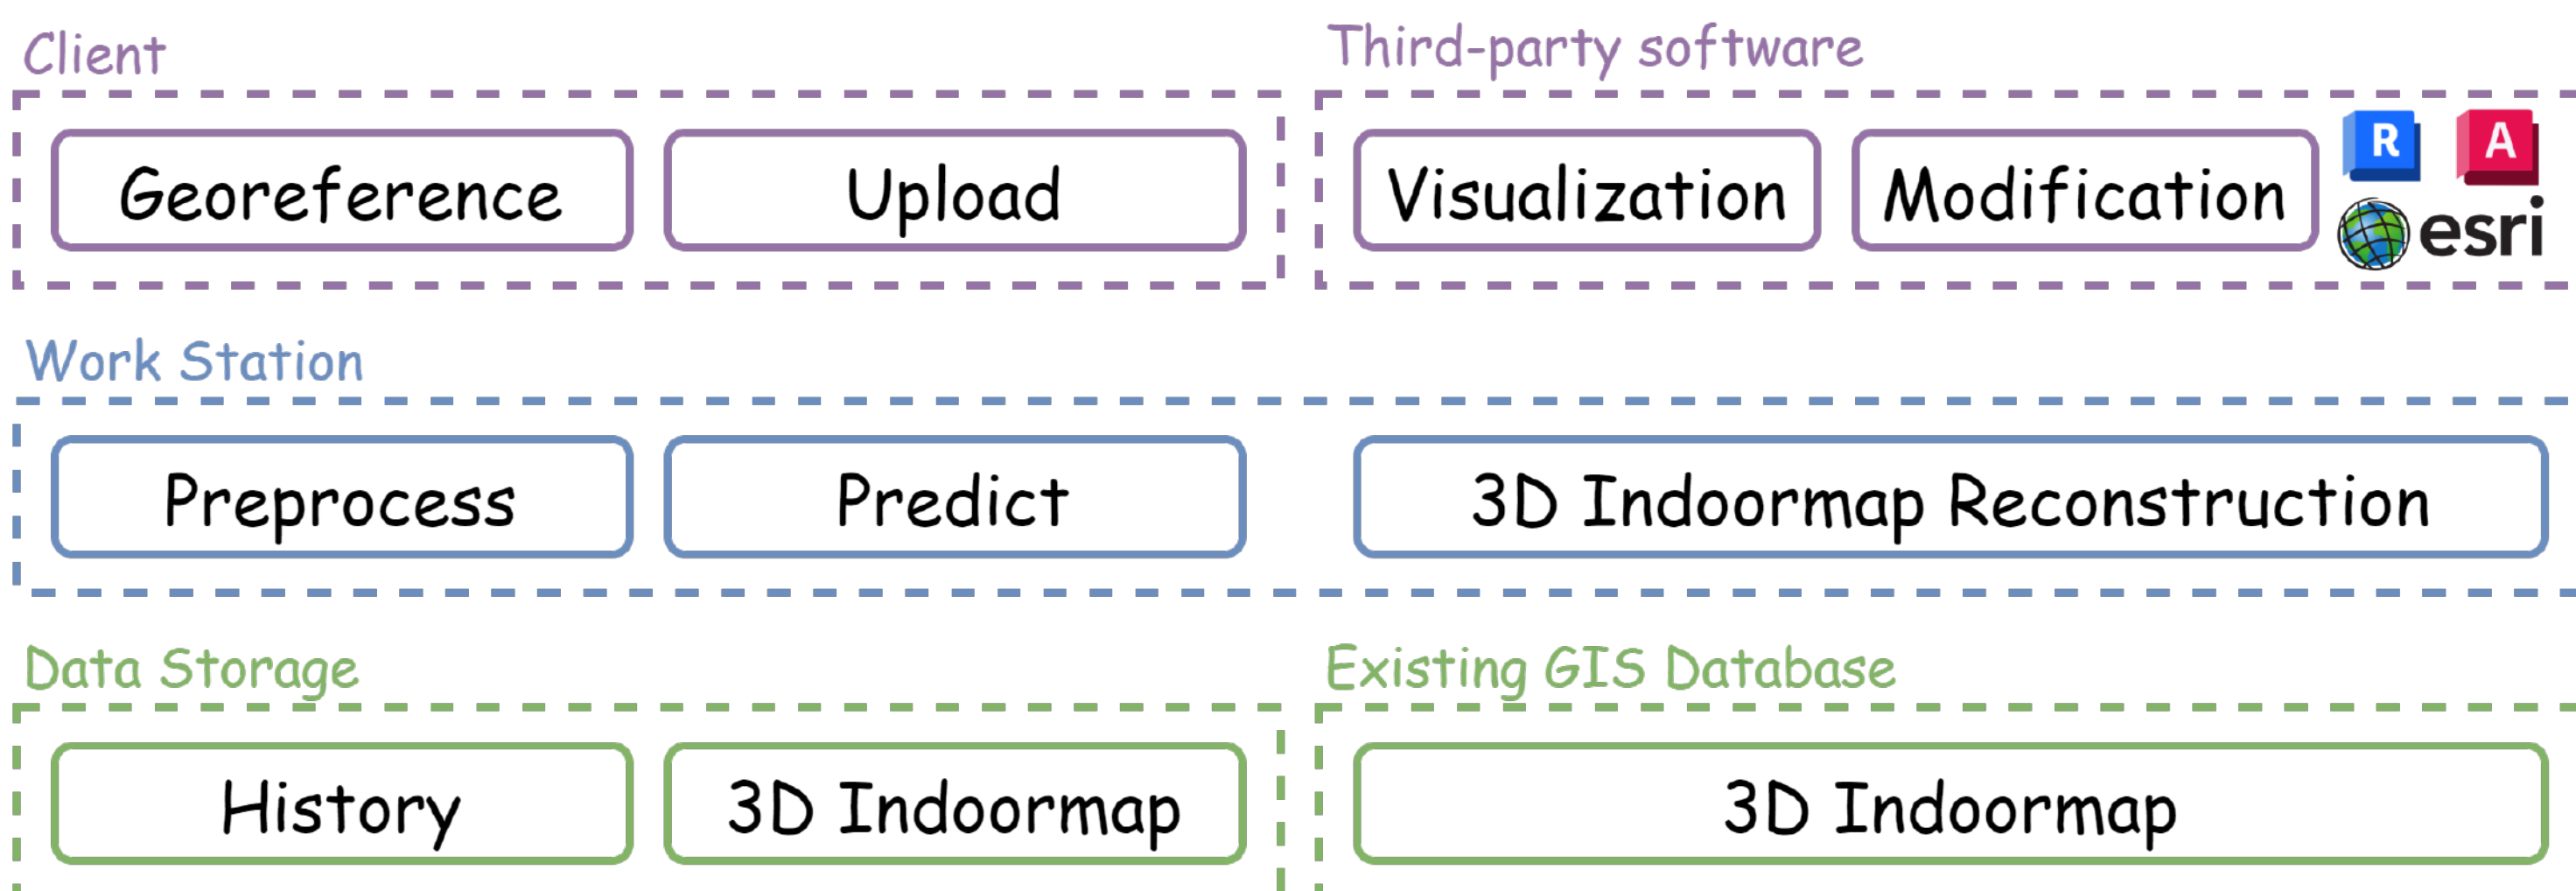 Client
Third-party software
Georeference
Upload
Visualization
Modification
R
A
esri
Work Station
Preprocess
Predict
3D Indoormap Reconstruction
Data Storage
Existing GIS Database
History
3D Indoormap
3D Indoormap